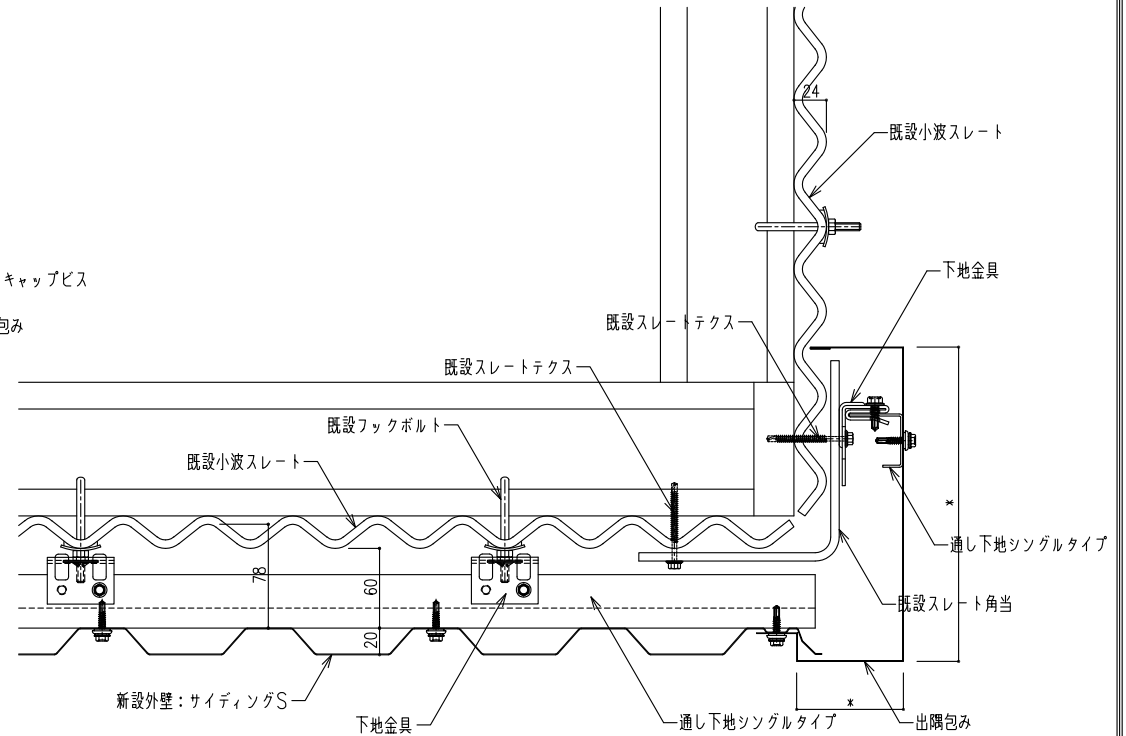 24
既設小波スレート
下地金具
キャップビス
包み
既設スレートテクス
既設スレートテクス
既設フックボルト
既設小波スレート
*
通し下地シングルタイプ
78
60
既設スレート角当
20
新設外壁：サイディングS
*
下地金具
通し下地シングルタイプ
出隅包み